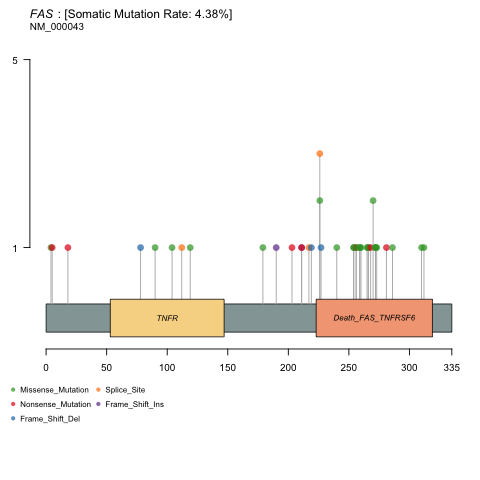 FAS : [Somatic Mutation Rate: 4.38%]
NM_000043
5
1
TNFR
Death_FAS_TNFRSF6
0 50 100 150 200 250 300 335
Missense_Mutation Splice_Site
Nonsense_Mutation Frame_Shift_Ins
Frame_Shift_Del